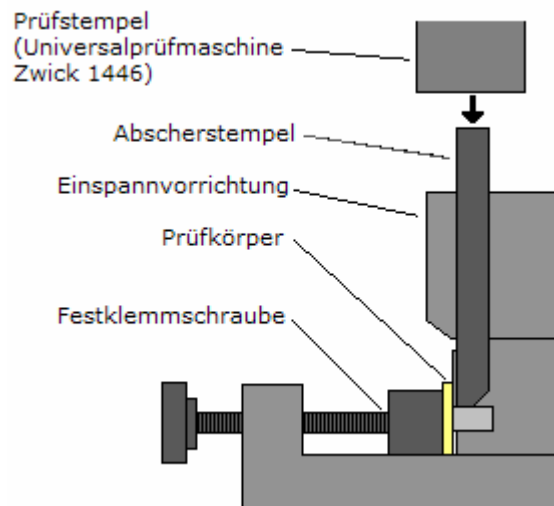 Prüfstempel
(Universalprüfmaschine
Zwick 1446)
Abscherstempel
Einspannvorrichtung
Prüfkörper
Festklemmschraube